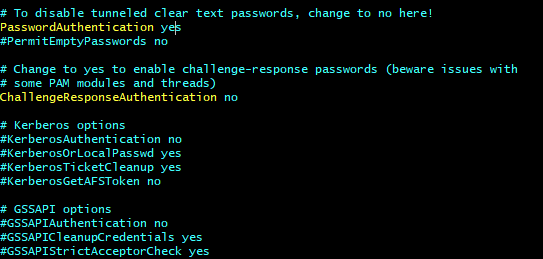 # To disable tunneled clear text passwords, change to no here!
PasswordAuthentication yes
#PermitEmptyPasswords no
# Change to yes to enable challenge-response passwords (beware issues with
# some PAM modules and threads)
ChallengeResponseAuthentication no
# Kerberos options
#KerberosAuthentication no
#KerberosOrLocalPasswd yes
#KerberosTicketCleanup yes
#KerberosGetAFSToken no
# GSSAPI options
#GSSAPIAuthentication no
#GSSAPICleanupCredentials yes
#GSSAPIStrictAcceptorCheck yes